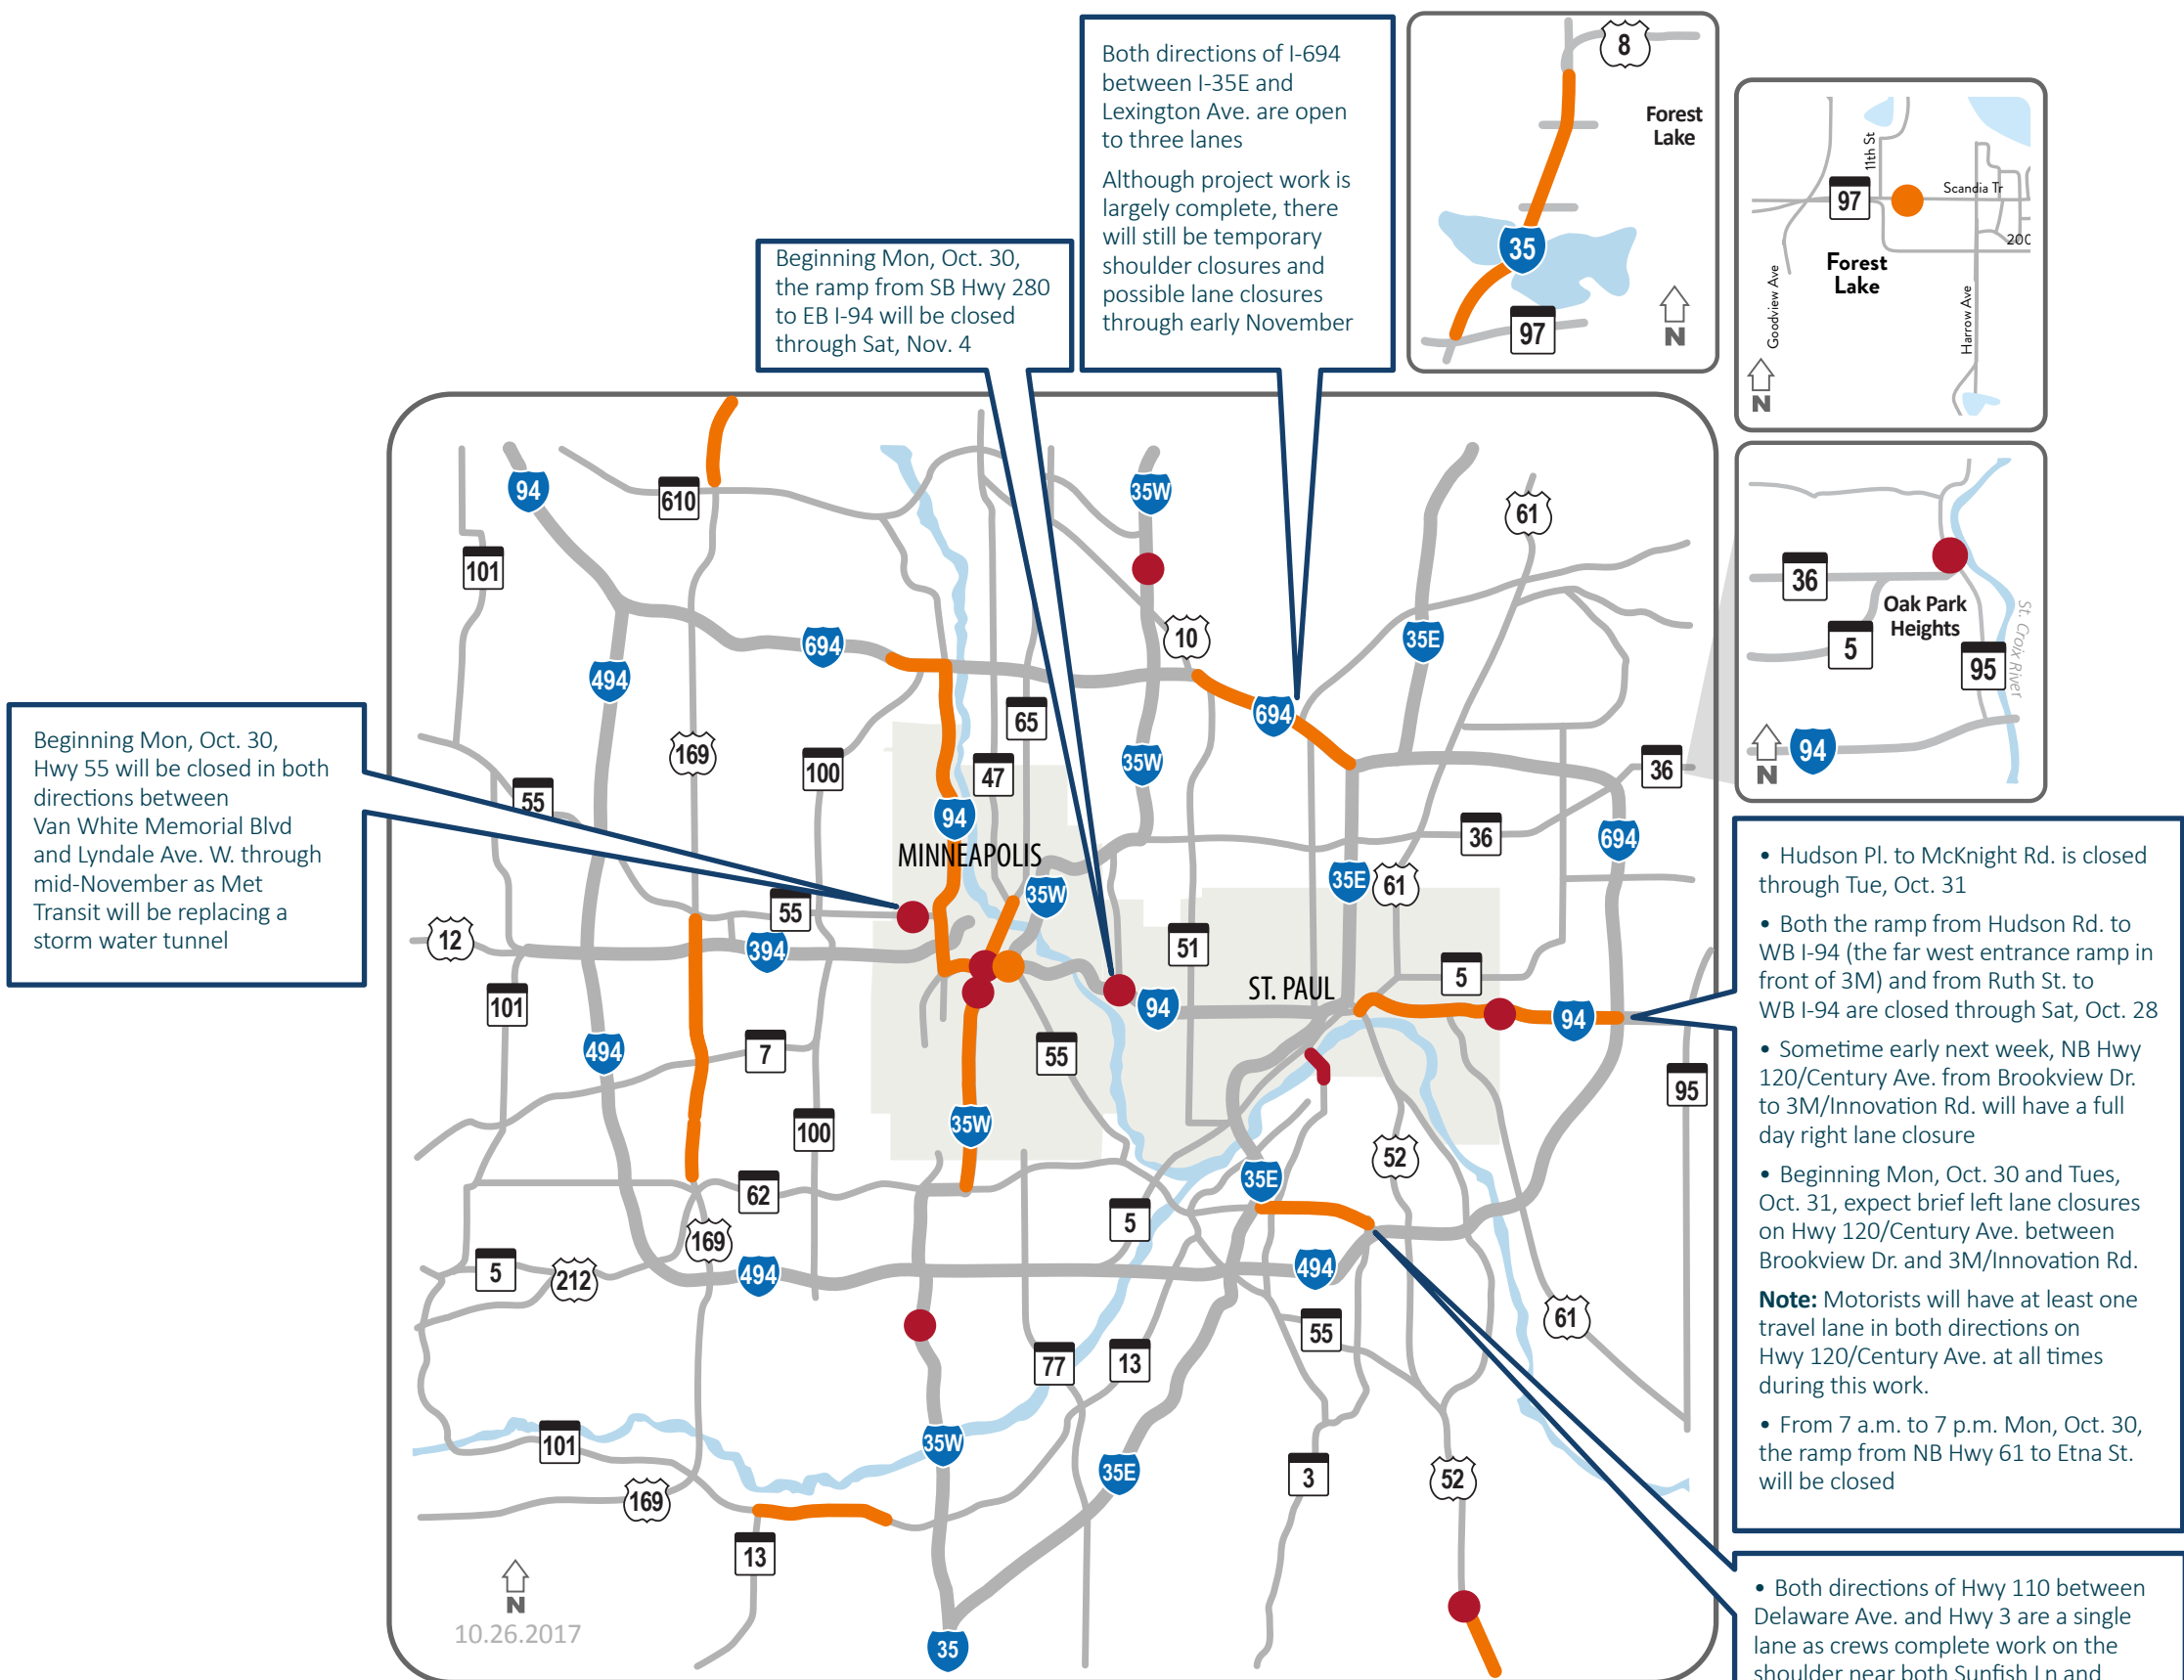 Both directions of I-694
between I-35E and
Lexington Ave. are open
to three lanes
Although project work is
largely complete, there
will still be temporary
shoulder closures and
possible lane closures
through early November
Beginning Mon, Oct. 30,
the ramp from SB Hwy 280
to EB I-94 will be closed
through Sat, Nov. 4
8
Forest
Lake
35
97
N
11th St
97
Scandia Tr
200
Forest
Lake
Goodview Ave
Harrow Ave
N
36
Oak Park
Heights
5
95
St. Croix River
94
N
94
610
35W
61
101
10
35E
694
494
65
694
169
100
47
35W
36
55
94
36
694
MINNEAPOLIS
35W
35E
61
55
12
394
51
5
ST. PAUL
101
94
94
494
7
55
95
100
35W
52
62
35E
5
169
5
212
494
494
61
55
77
13
101
35W
35E
3
52
169
13
N
10.26.2017
35
Beginning Mon, Oct. 30,
Hwy 55 will be closed in both
directions between
Van White Memorial Blvd
and Lyndale Ave. W. through
mid-November as Met
Transit will be replacing a
storm water tunnel
• Hudson Pl. to McKnight Rd. is closed
through Tue, Oct. 31
• Both the ramp from Hudson Rd. to
WB I-94 (the far west entrance ramp in
front of 3M) and from Ruth St. to
WB I-94 are closed through Sat, Oct. 28
• Sometime early next week, NB Hwy
120/Century Ave. from Brookview Dr.
to 3M/Innovation Rd. will have a full
day right lane closure
• Beginning Mon, Oct. 30 and Tues,
Oct. 31, expect brief left lane closures
on Hwy 120/Century Ave. between
Brookview Dr. and 3M/Innovation Rd.
Note: Motorists will have at least one
travel lane in both directions on
Hwy 120/Century Ave. at all times
during this work.
• From 7 a.m. to 7 p.m. Mon, Oct. 30,
the ramp from NB Hwy 61 to Etna St.
will be closed
• Both directions of Hwy 110 between
Delaware Ave. and Hwy 3 are a single
lane as crews complete work on the
shoulder near both Sunfish Ln and